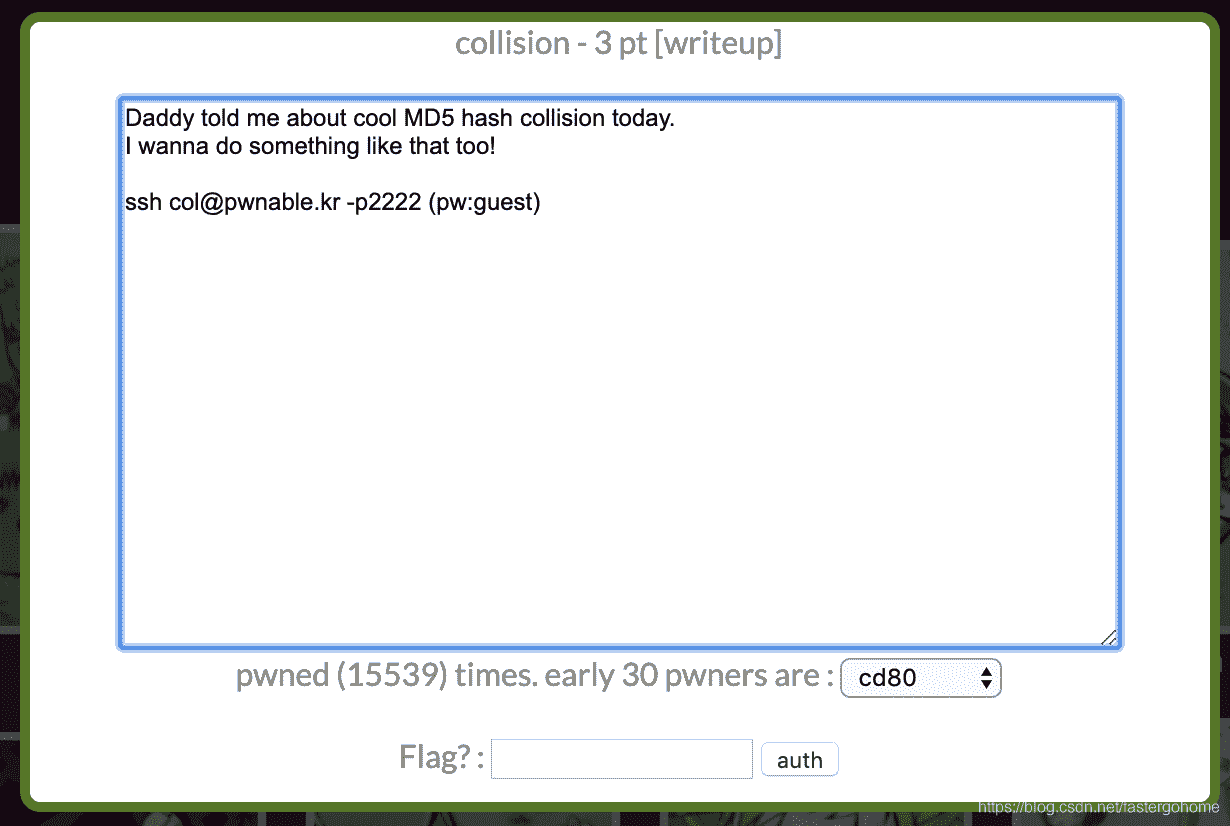 collision - 3 pt [writeup]
Daddy told me about cool MD5 hash collision today.
I wanna do something like that too!
ssh col@pwnable.kr -p2222 (pw:guest)
pwned (15539) times. early 30 pwners are : cd80
Flag? : auth
https://blog.csdn.net/fastergohome